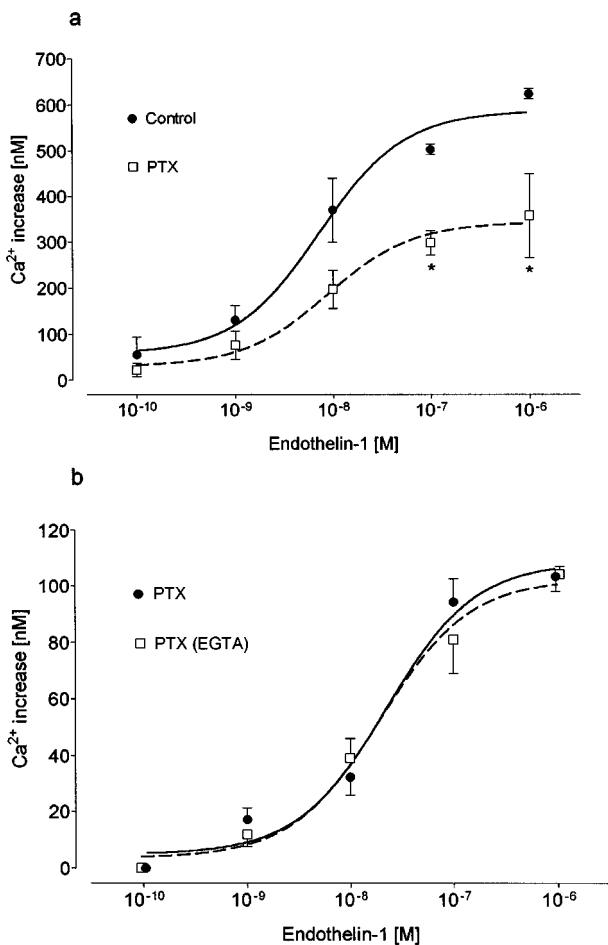 a
700
600
500
400
300
200
100
0
Ca²⁺ increase [nM]
● Control
□ PTX
*
*
10⁻¹⁰ 10⁻⁹ 10⁻⁸ 10⁻⁷ 10⁻⁶
Endothelin-1 [M]
b
120
100
80
60
40
20
0
Ca²⁺ increase [nM]
● PTX
□ PTX (EGTA)
10⁻¹⁰ 10⁻⁹ 10⁻⁸ 10⁻⁷ 10⁻⁶
Endothelin-1 [M]